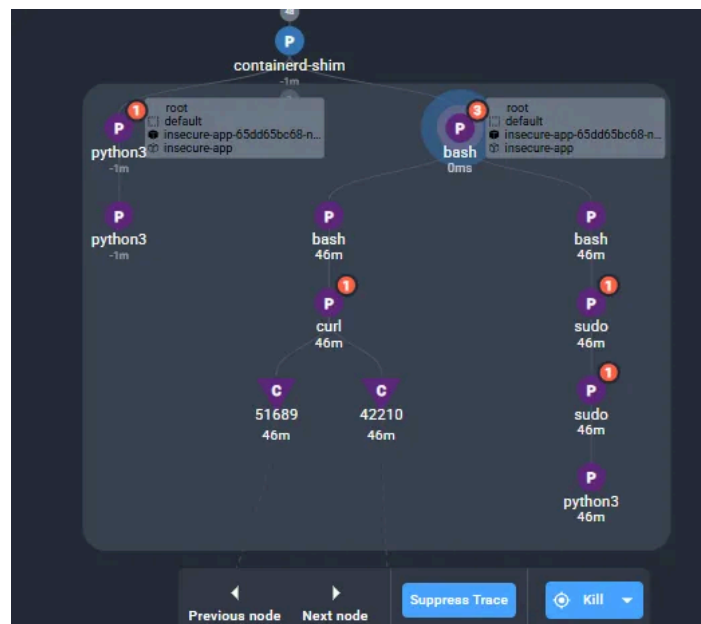 P
containerd-shim
-1m
1
root
default
insecure-app-65dd65bc68-n...
insecure-app
P
python3
-1m
3
root
default
insecure-app-65dd65bc68-n...
insecure-app
P
bash
0ms
P
python3
-1m
P
bash
46m
P
bash
46m
1
P
curl
46m
1
P
sudo
46m
C
51689
46m
C
42210
46m
1
P
sudo
46m
P
python3
46m
Previous node
Next node
Suppress Trace
Kill